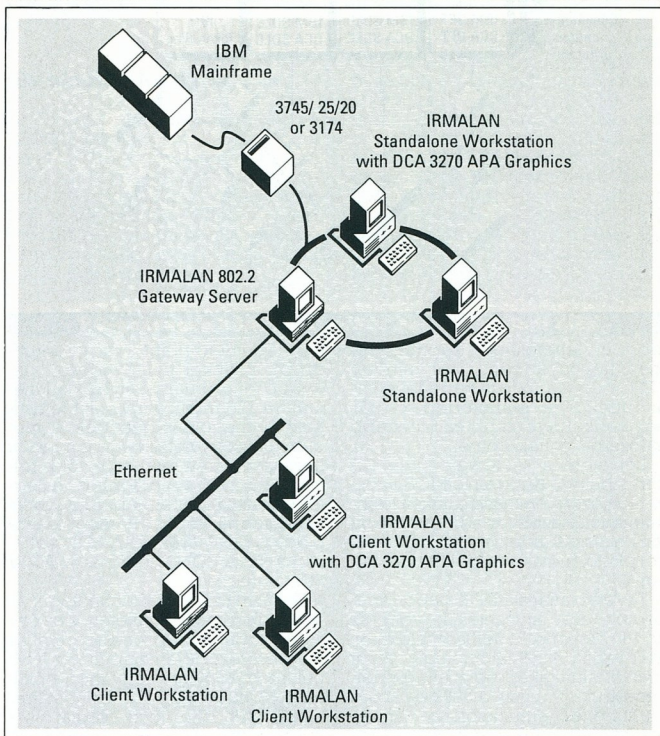 IBM
Mainframe
3745/ 25/20
or 3174
IRMALAN
Standalone Workstation
with DCA 3270 APA Graphics
IRMALAN 802.2
Gateway Server
IRMALAN
Standalone Workstation
Ethernet
IRMALAN
Client Workstation
with DCA 3270 APA Graphics
IRMALAN
Client Workstation
IRMALAN
Client Workstation